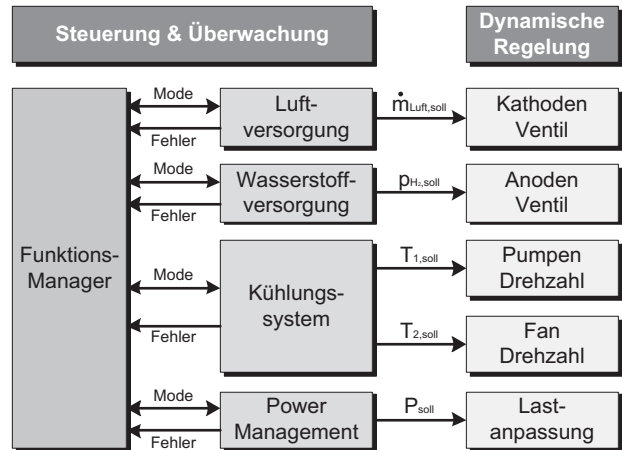 Steuerung & Überwachung
Dynamische
Regelung
Funktions-
Manager
Mode
Fehler
Luft-
versorgung
ṁLuft,soll
Kathoden
Ventil
Mode
Fehler
Wasserstoff-
versorgung
pH₂,soll
Anoden
Ventil
Mode
Fehler
Kühlungs-
system
T1,soll
Pumpen
Drehzahl
T2,soll
Fan
Drehzahl
Mode
Fehler
Power
Management
Psoll
Last-
anpassung